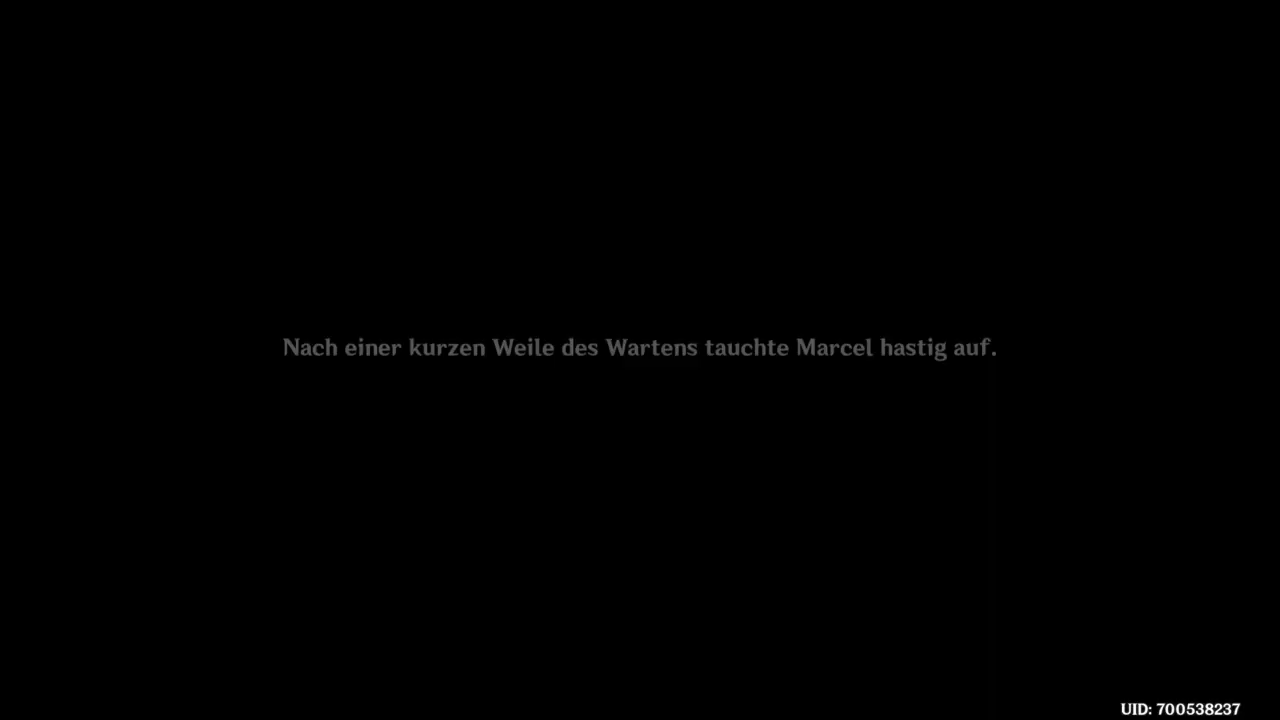 Nach einer kurzen Weile des Wartens tauchte Marcel hastig auf.
UID: 700538237